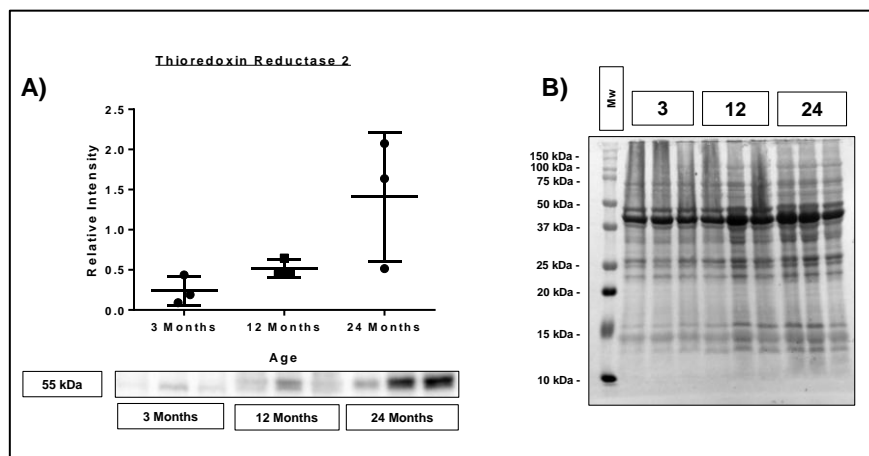 Thioredoxin Reductase 2
A)
Relative Intensity
2.5
2.0
1.5
1.0
0.5
0.0
3 Months 12 Months 24 Months
Age
55 kDa
3 Months 12 Months 24 Months
B)
Mw 3 12 24
150 kDa -
100 kDa -
75 kDa -
50 kDa -
37 kDa -
25 kDa -
20 kDa -
15 kDa -
10 kDa -